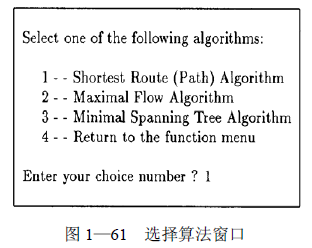 Select one of the following algorithms:
1 - - Shortest Route (Path) Algorithm
2 - - Maximal Flow Algorithm
3 - - Minimal Spanning Tree Algorithm
4 - - Return to the function menu
Enter your choice number ? 1
图 1—61 选择算法窗口